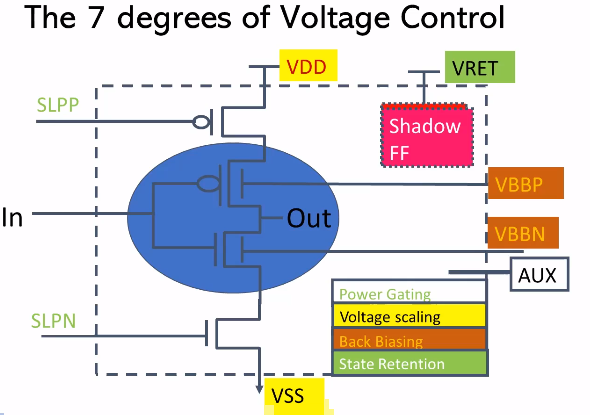 The 7 degrees of Voltage Control
VDD
VRET
SLPP
Shadow
FF
VBBP
In
Out
VBBN
AUX
Power Gating
SLPN
Voltage scaling
Back Biasing
State Retention
VSS